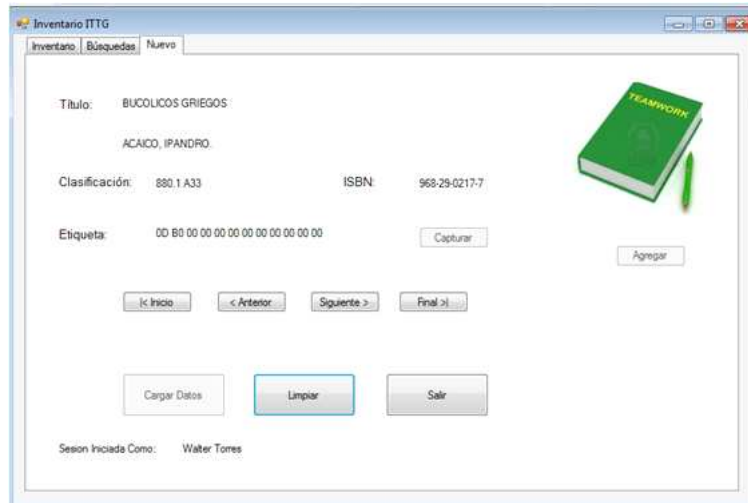 Inventario ITTG
Inventario Búsquedas Nuevo
Título: BUCOLICOS GRIEGOS
TEAMWORK
ACAICO, IPANDRO.
Clasificación: 880.1 A33 ISBN: 968-29-0217-7
Etiqueta: 0D B0 00 00 00 00 00 00 00 00 00 00 Capturar
Agregar
|< Inicio < Anterior Siguiente > Final >|
Cargar Datos Limpiar Salir
Sesion Iniciada Como: Walter Torres